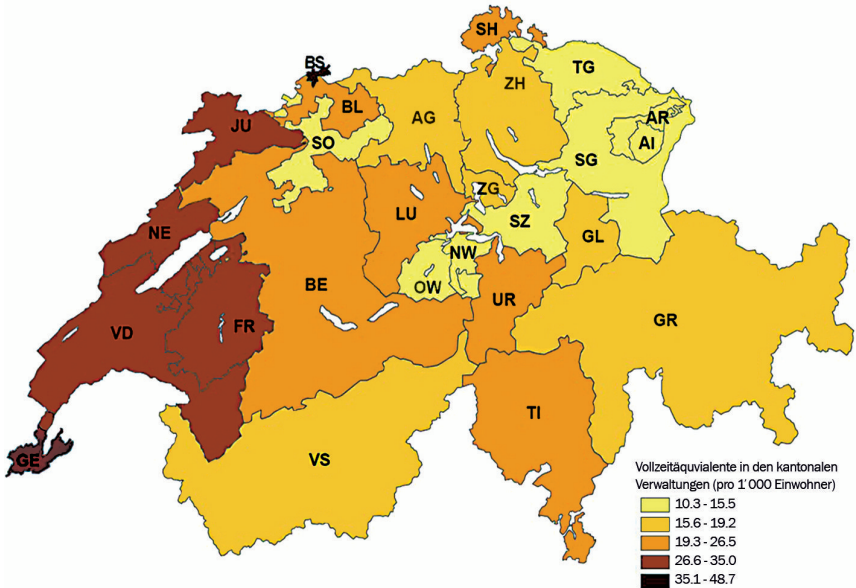 SH
BS
TG
ZH
BL
AG
JU
AR
SO
AI
SG
ZG
LU
SZ
NE
GL
NW
BE
OW
UR
GR
VD
FR
TI
GE
VS
Vollzeitäquvialente in den kantonalen
Verwaltungen (pro 1'000 Einwohner)
10.3 - 15.5
15.6 - 19.2
19.3 - 26.5
26.6 - 35.0
35.1 - 48.7